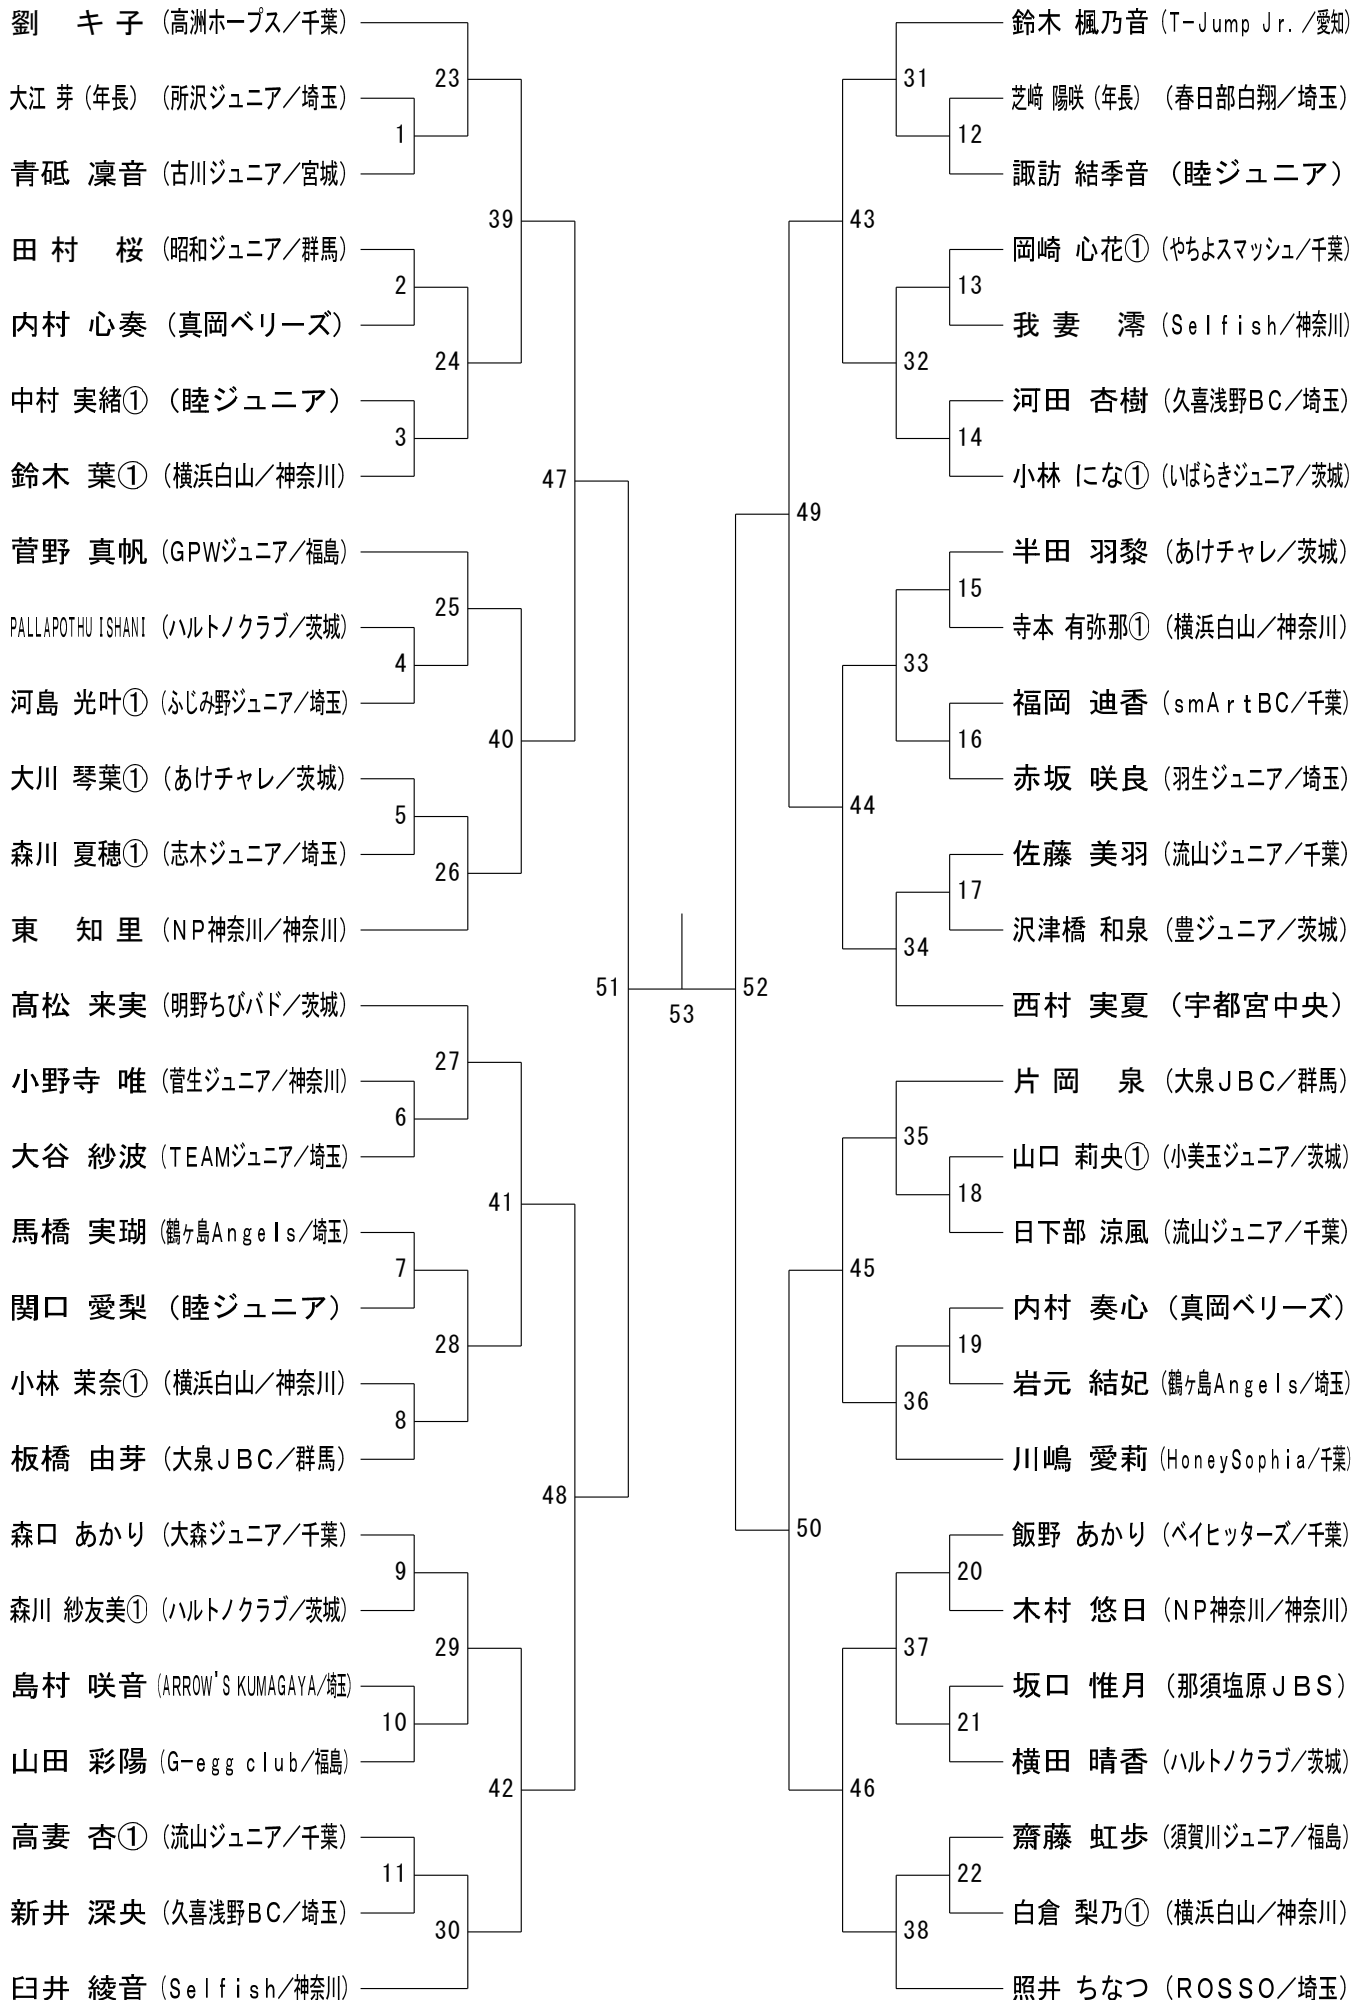 劉 キ子 (高洲ホープス／千葉)
大江 芽(年長) (所沢ジュニア／埼玉)
青砥 凜音 (古川ジュニア／宮城)
田村 桜 (昭和ジュニア／群馬)
内村 心奏 (真岡ベリーズ)
中村 実緒① (睦ジュニア)
鈴木 葉① (横浜白山／神奈川)
菅野 真帆 (GPWジュニア／福島)
PALLAPOTHU ISHANI (ハルトノクラブ／茨城)
河島 光叶① (ふじみ野ジュニア／埼玉)
大川 琴葉① (あけチャレ／茨城)
森川 夏穂① (志木ジュニア／埼玉)
東 知里 (NP神奈川／神奈川)
髙松 来実 (明野ちびバド／茨城)
小野寺 唯 (菅生ジュニア／神奈川)
大谷 紗波 (TEAMジュニア／埼玉)
馬橋 実瑚 (鶴ヶ島Angels／埼玉)
関口 愛梨 (睦ジュニア)
小林 茉奈① (横浜白山／神奈川)
板橋 由芽 (大泉JBC／群馬)
森口 あかり (大森ジュニア／千葉)
森川 紗友美① (ハルトノクラブ／茨城)
島村 咲音 (ARROW'S KUMAGAYA／埼玉)
山田 彩陽 (G-egg club／福島)
高妻 杏① (流山ジュニア／千葉)
新井 深央 (久喜浅野BC／埼玉)
臼井 綾音 (Selfish／神奈川)
1
2
3
4
5
6
7
8
9
10
11
23
24
25
26
27
28
29
30
39
40
41
42
47
48
51
53
52
49
50
43
44
45
46
31
32
33
34
35
36
37
38
12
13
14
15
16
17
18
19
20
21
22
鈴木 楓乃音 (T-Jump Jr.／愛知)
芝﨑 陽咲(年長) (春日部白翔／埼玉)
諏訪 結季音 (睦ジュニア)
岡崎 心花① (やちよスマッシュ／千葉)
我妻 澪 (Selfish／神奈川)
河田 杏樹 (久喜浅野BC／埼玉)
小林 にな① (いばらきジュニア／茨城)
半田 羽黎 (あけチャレ／茨城)
寺本 有弥那① (横浜白山／神奈川)
福岡 迪香 (smArtBC／千葉)
赤坂 咲良 (羽生ジュニア／埼玉)
佐藤 美羽 (流山ジュニア／千葉)
沢津橋 和泉 (豊ジュニア／茨城)
西村 実夏 (宇都宮中央)
片岡 泉 (大泉JBC／群馬)
山口 莉央① (小美玉ジュニア／茨城)
日下部 涼風 (流山ジュニア／千葉)
内村 奏心 (真岡ベリーズ)
岩元 結妃 (鶴ヶ島Angels／埼玉)
川嶋 愛莉 (HoneySophia／千葉)
飯野 あかり (ベイヒッターズ／千葉)
木村 悠日 (NP神奈川／神奈川)
坂口 惟月 (那須塩原JBS)
横田 晴香 (ハルトノクラブ／茨城)
齋藤 虹歩 (須賀川ジュニア／福島)
白倉 梨乃① (横浜白山／神奈川)
照井 ちなつ (ROSSO／埼玉)